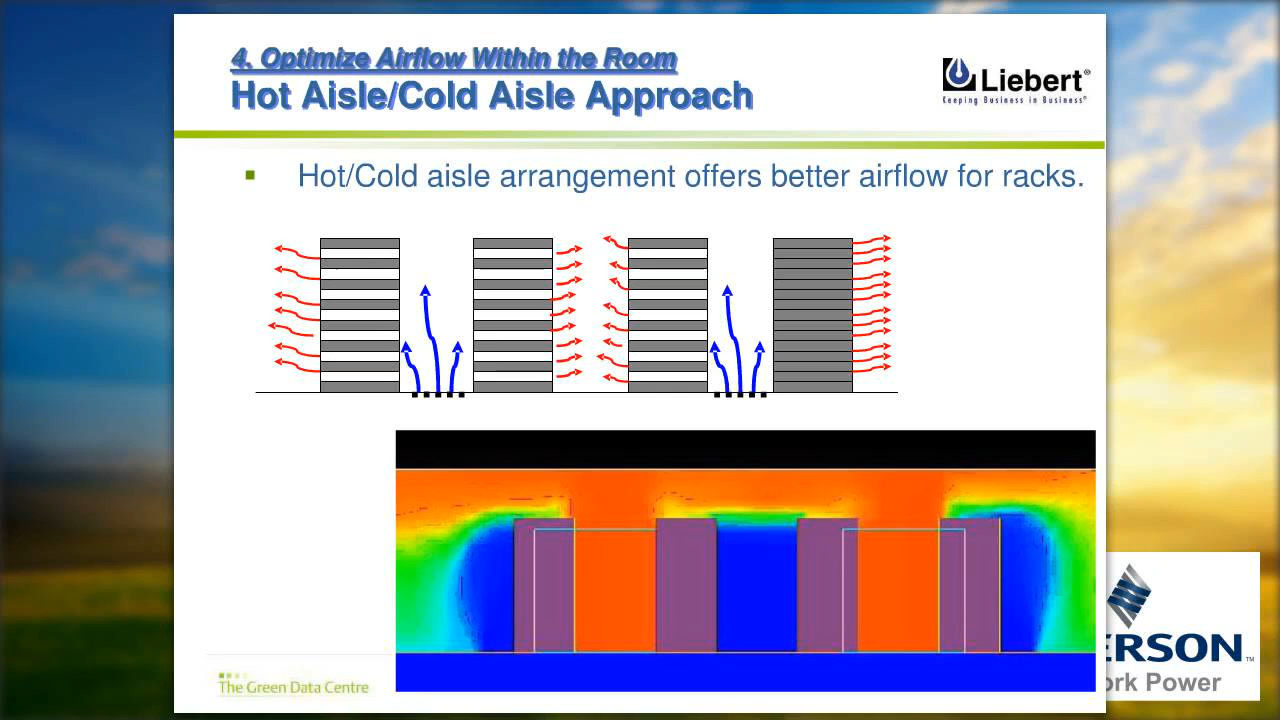 4. Optimize Airflow Within the Room
Hot Aisle/Cold Aisle Approach
Liebert®
Keeping Business in Business®
▪ Hot/Cold aisle arrangement offers better airflow for racks.
The Green Data Centre
ERSON™
ork Power